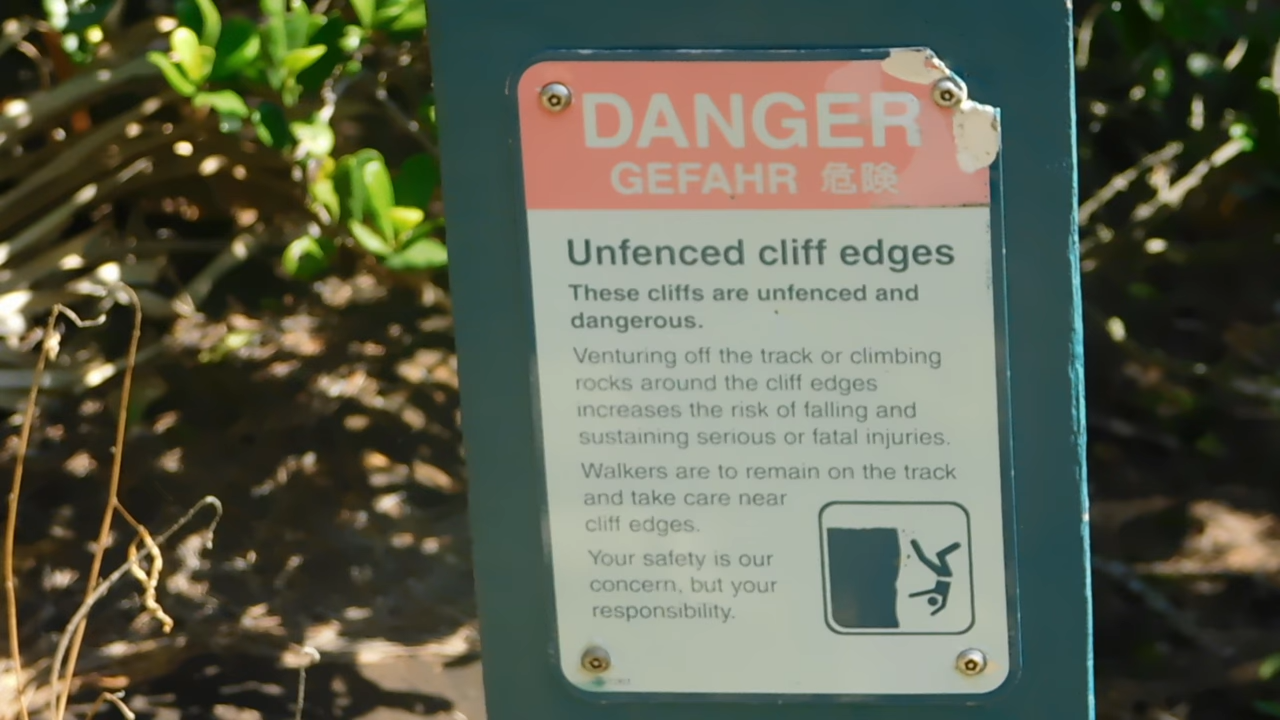 DANGER
GEFAHR 危険
Unfenced cliff edges
These cliffs are unfenced and
dangerous.
Venturing off the track or climbing
rocks around the cliff edges
increases the risk of falling and
sustaining serious or fatal injuries.
Walkers are to remain on the track
and take care near
cliff edges.
Your safety is our
concern, but your
responsibility.